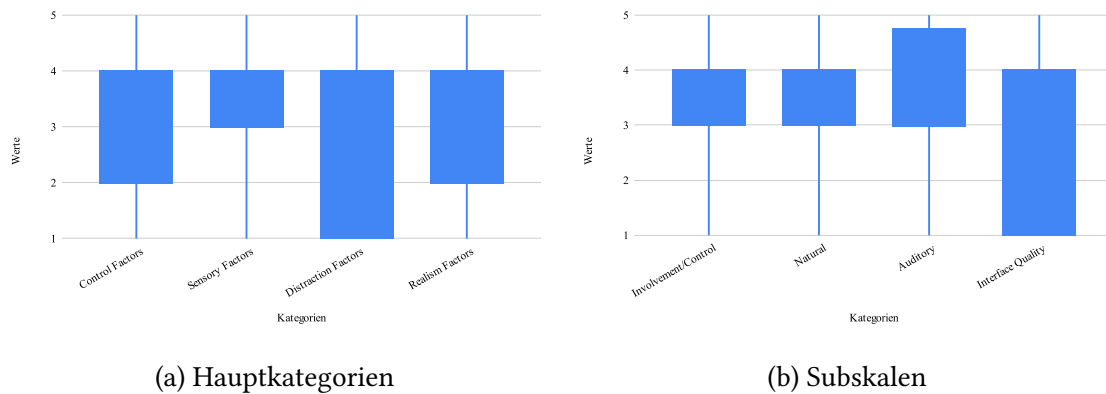 5
4
3
2
1
Werte
Control Factors
Sensory Factors
Distraction Factors
Realism Factors
Kategorien
(a) Hauptkategorien
5
4
3
2
1
Werte
Involvement/Control
Natural
Auditory
Interface Quality
Kategorien
(b) Subskalen